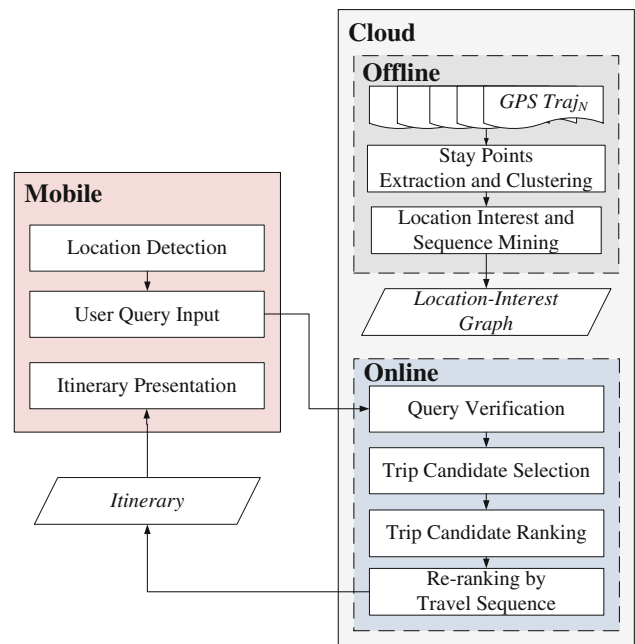 Cloud
Offline
GPS Traj_N
Stay Points
Extraction and Clustering
Location Interest and
Sequence Mining
Location-Interest
Graph
Mobile
Location Detection
User Query Input
Itinerary Presentation
Itinerary
Online
Query Verification
Trip Candidate Selection
Trip Candidate Ranking
Re-ranking by
Travel Sequence